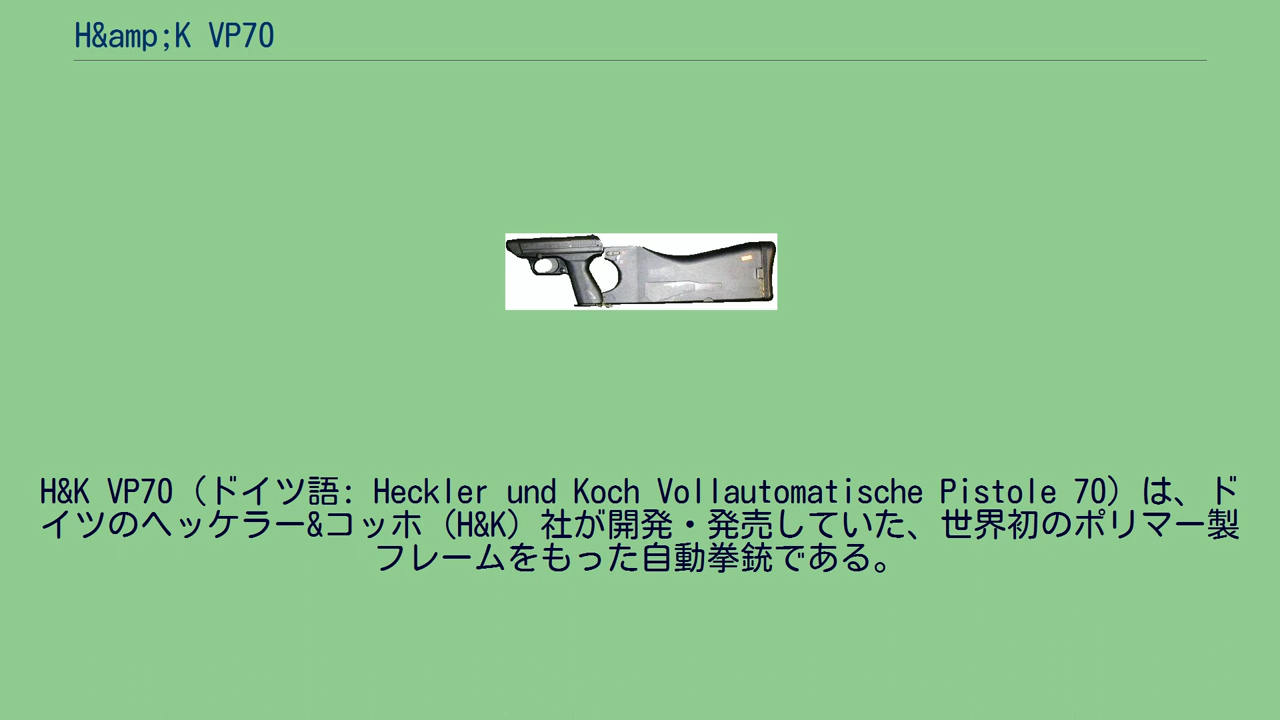 H&amp;K VP70
H&K VP70（ドイツ語: Heckler und Koch Vollautomatische Pistole 70）は、ド
イツのヘッケラー&コッホ（H&K）社が開発・発売していた、世界初のポリマー製
フレームをもった自動拳銃である。